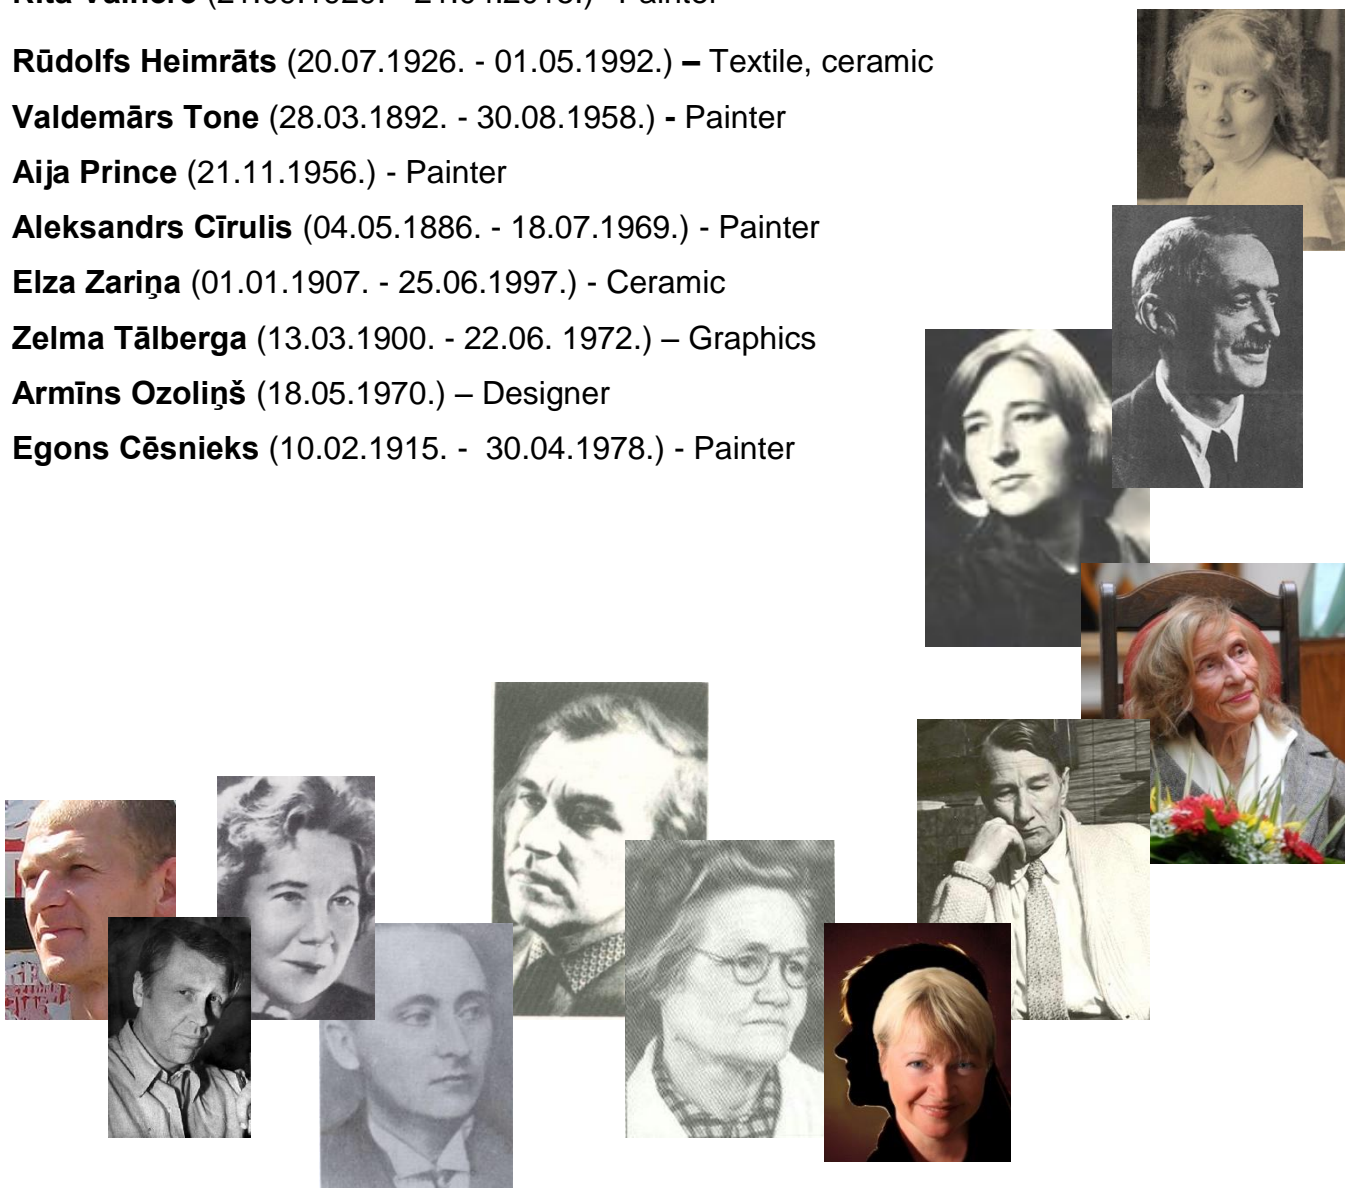 Rūdolfs Heimrāts (20.07.1926. - 01.05.1992.) – Textile, ceramic
Valdemārs Tone (28.03.1892. - 30.08.1958.) - Painter
Aija Prince (21.11.1956.) - Painter
Aleksandrs Cīrulis (04.05.1886. - 18.07.1969.) - Painter
Elza Zariņa (01.01.1907. - 25.06.1997.) - Ceramic
Zelma Tālberga (13.03.1900. - 22.06. 1972.) – Graphics
Armīns Ozoliņš (18.05.1970.) – Designer
Egons Cēsnieks (10.02.1915. -  30.04.1978.) - Painter